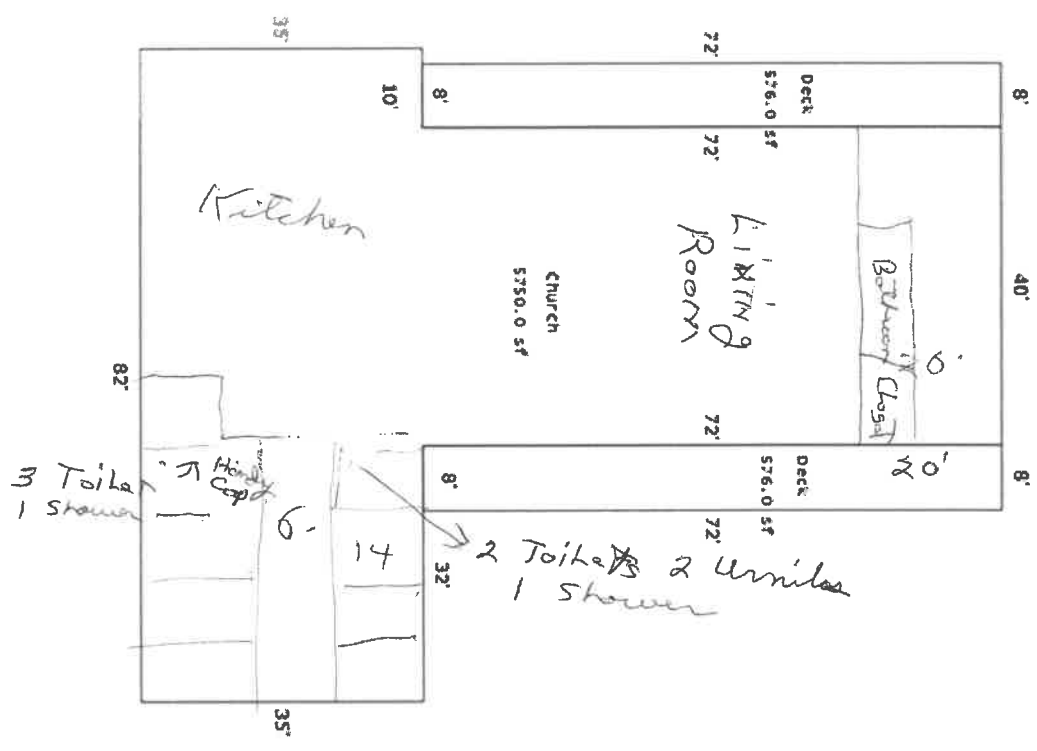 35'
72'
8'
Deck
576.0 sf
10'
8'
72'
Kitchen
Living
Room
40'
Church
5750.0 sf
Bathroom
6'
Closet
82'
72'
Deck
576.0 sf
20'
8'
8'
Handy
Cap
3 Toile
1 Shower
6'
14
72'
32'
2 Toilets 2 Urnils
1 Shower
35'